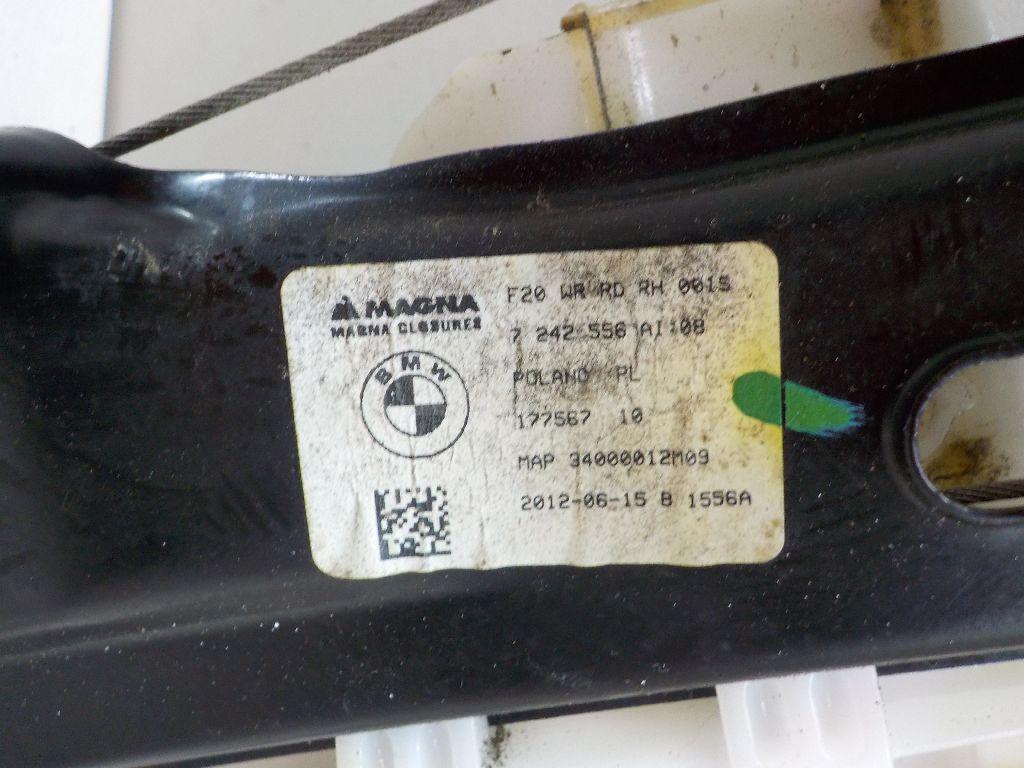 MAGNA
MAGNA CLOSURES
BMW
F20 WR RD RH 001S
7 242 556 AI:08
POLAND PL
177567 10
MAP 34000012M09
2012-06-15 B 1556A